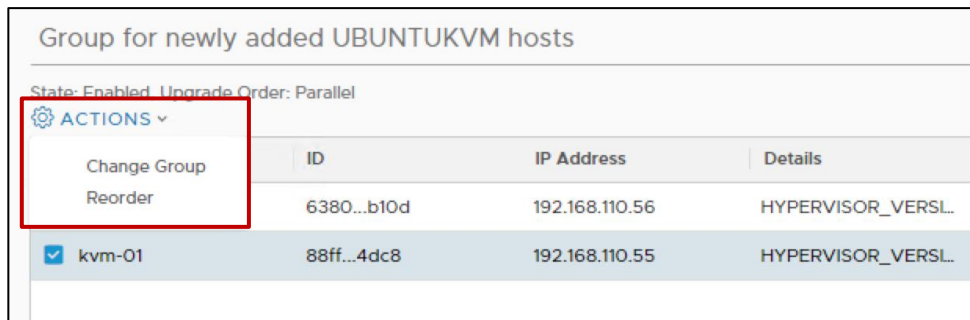 Group for newly added UBUNTUKVM hosts
State: Enabled Upgrade Order: Parallel
ACTIONS
Change Group
Reorder
ID IP Address Details
6380...b10d 192.168.110.56 HYPERVISOR_VERSI...
kvm-01 88ff...4dc8 192.168.110.55 HYPERVISOR_VERSI...